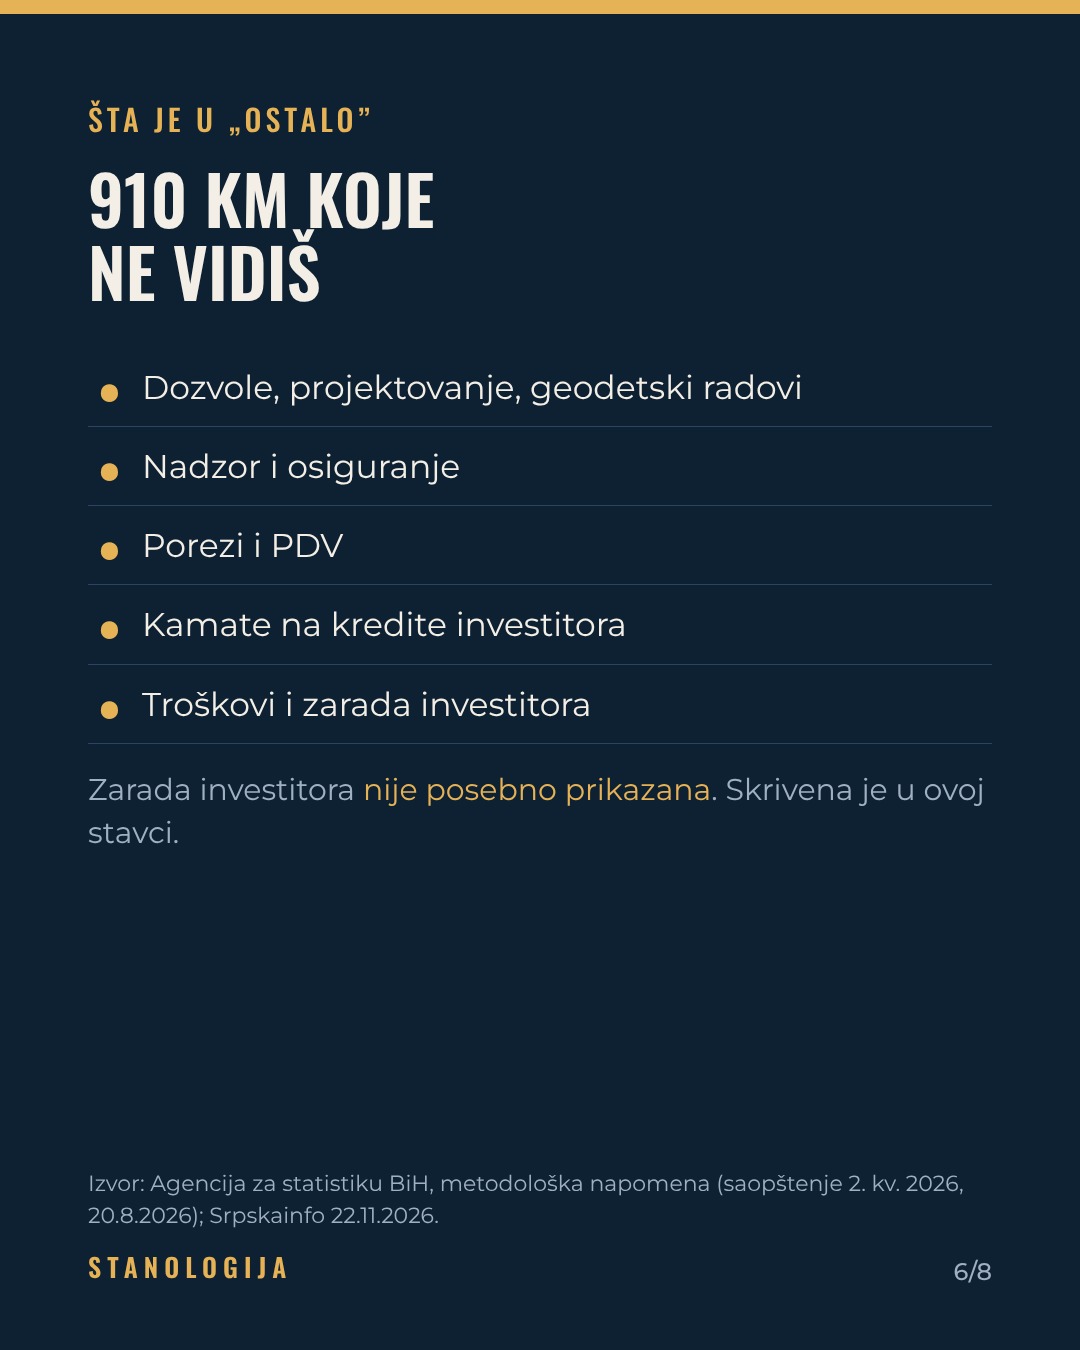 ŠTA JE U „OSTALO”
910 KM KOJE
NE VIDIŠ
Dozvole, projektovanje, geodetski radovi
Nadzor i osiguranje
Porezi i PDV
Kamate na kredite investitora
Troškovi i zarada investitora
Zarada investitora nije posebno prikazana. Skrivena je u ovoj
stavci.
Izvor: Agencija za statistiku BiH, metodološka napomena (saopštenje 2. kv. 2026,
20.8.2026); Srpskainfo 22.11.2026.
STANOLOGIJA
6/8